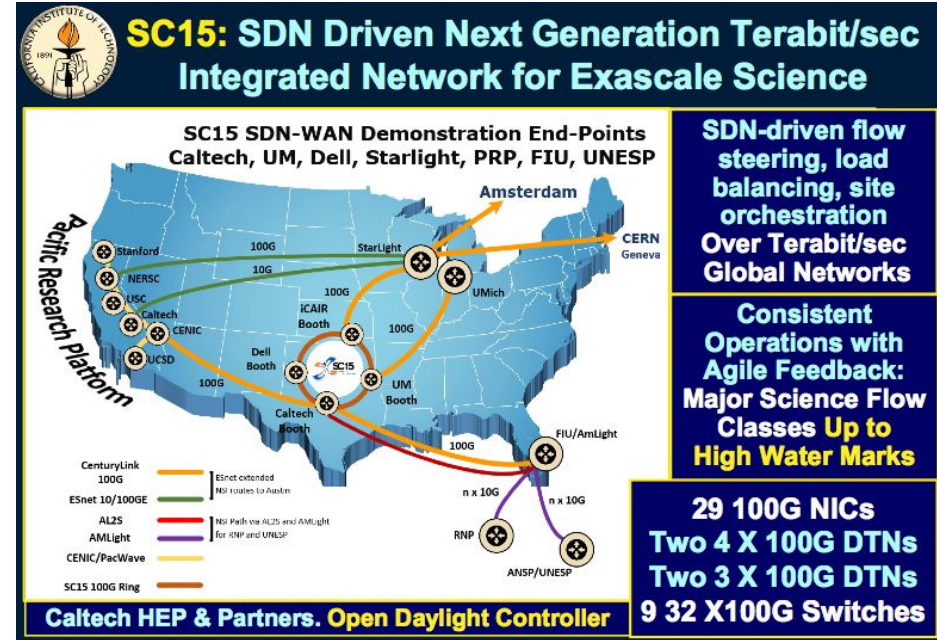 CALIFORNIA INSTITUTE OF TECHNOLOGY
1891
SC15: SDN Driven Next Generation Terabit/sec
Integrated Network for Exascale Science
SC15 SDN-WAN Demonstration End-Points
Caltech, UM, Dell, Starlight, PRP, FIU, UNESP
Amsterdam
CERN
Geneva
StarLight
UMich
100G
10G
100G
100G
iCAIR
Booth
Dell
Booth
SC15
UM
Booth
Caltech
Booth
Pacific Research Platform
Stanford
NERSC
USC
Caltech
CENIC
UCSD
100G
100G
FIU/AmLight
n x 10G
n x 10G
RNP
ANSP/UNESP
CenturyLink
100G
ESnet 10/100GE
ESnet extended
NSI routes to Austin
AL2S
AMLight
NSI Path via AL2S and AMLight
for RNP and UNESP
CENIC/PacWave
SC15 100G Ring
SDN-driven flow
steering, load
balancing, site
orchestration
Over Terabit/sec
Global Networks
Consistent
Operations with
Agile Feedback:
Major Science Flow
Classes Up to
High Water Marks
29 100G NICs
Two 4 X 100G DTNs
Two 3 X 100G DTNs
9 32 X100G Switches
Caltech HEP & Partners. Open Daylight Controller